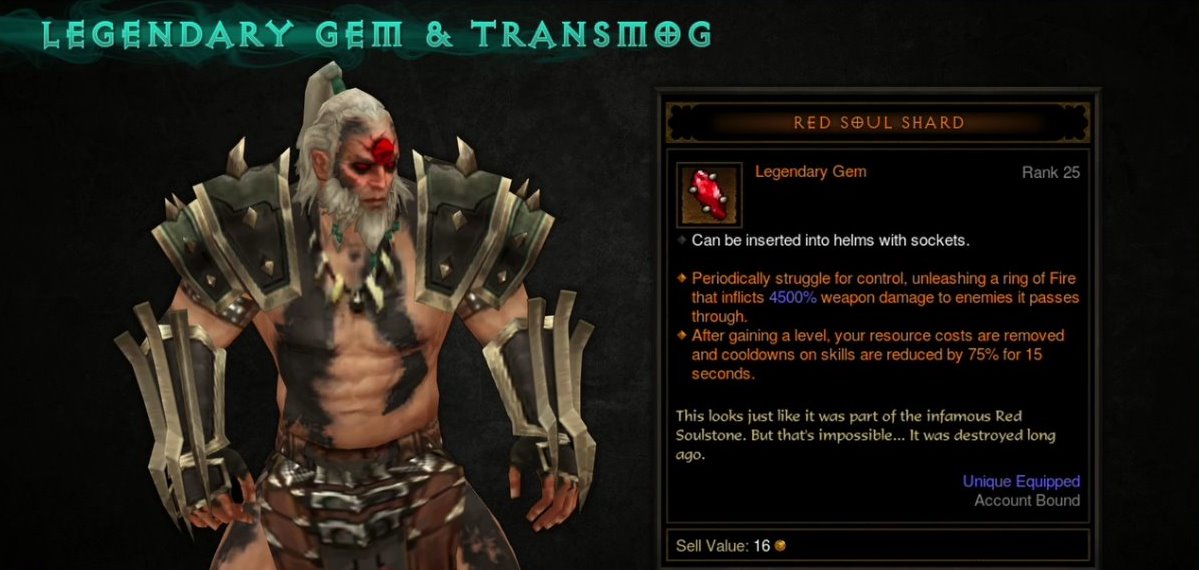 LEGENDARY GEM & TRANSMOG
RED SOUL SHARD
Legendary Gem
Rank 25
Can be inserted into helms with sockets.
Periodically struggle for control, unleashing a ring of Fire
that inflicts 4500% weapon damage to enemies it passes
through.
After gaining a level, your resource costs are removed
and cooldowns on skills are reduced by 75% for 15
seconds.
This looks just like it was part of the infamous Red
Soulstone. But that's impossible... It was destroyed long
ago.
Unique Equipped
Account Bound
Sell Value: 16